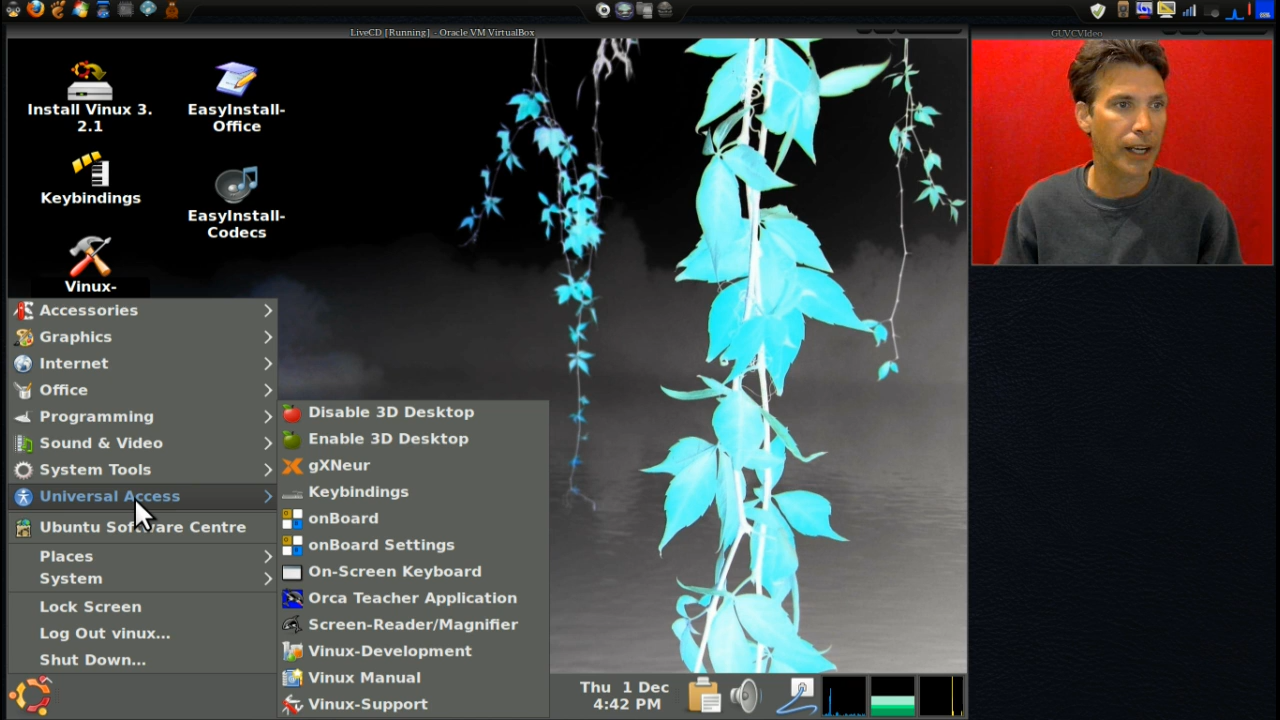 LiveCD [Running] - Oracle VM VirtualBox
GUVCVideo
Install Vinux 3.
2.1
EasyInstall-
Office
Keybindings
EasyInstall-
Codecs
Vinux-
Accessories
Graphics
Internet
Office
Programming
Sound & Video
System Tools
Universal Access
Ubuntu Software Centre
Places
System
Lock Screen
Log Out vinux...
Shut Down...
Disable 3D Desktop
Enable 3D Desktop
gXNeur
Keybindings
onBoard
onBoard Settings
On-Screen Keyboard
Orca Teacher Application
Screen-Reader/Magnifier
Vinux-Development
Vinux Manual
Vinux-Support
Thu 1 Dec
4:42 PM